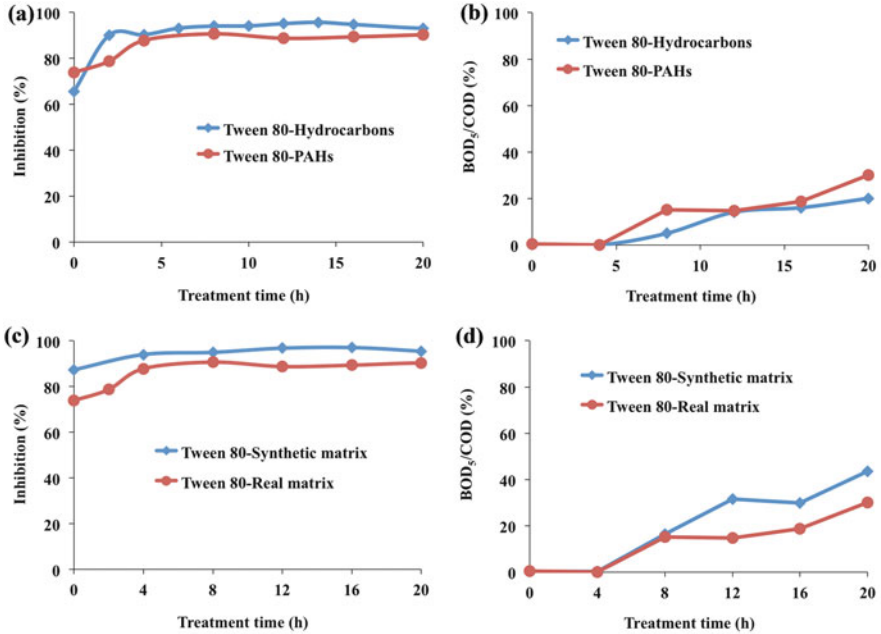 (a)
100
80
60
40
20
0
Inhibition (%)
Tween 80-Hydrocarbons
Tween 80-PAHs
0 5 10 15 20
Treatment time (h)
(b)
100
80
60
40
20
0
BOD5/COD (%)
Tween 80-Hydrocarbons
Tween 80-PAHs
0 5 10 15 20
Treatment time (h)
(c)
100
80
60
40
20
0
Inhibition (%)
Tween 80-Synthetic matrix
Tween 80-Real matrix
0 4 8 12 16 20
Treatment time (h)
(d)
100
80
60
40
20
0
BOD5/COD (%)
Tween 80-Synthetic matrix
Tween 80-Real matrix
0 4 8 12 16 20
Treatment time (h)